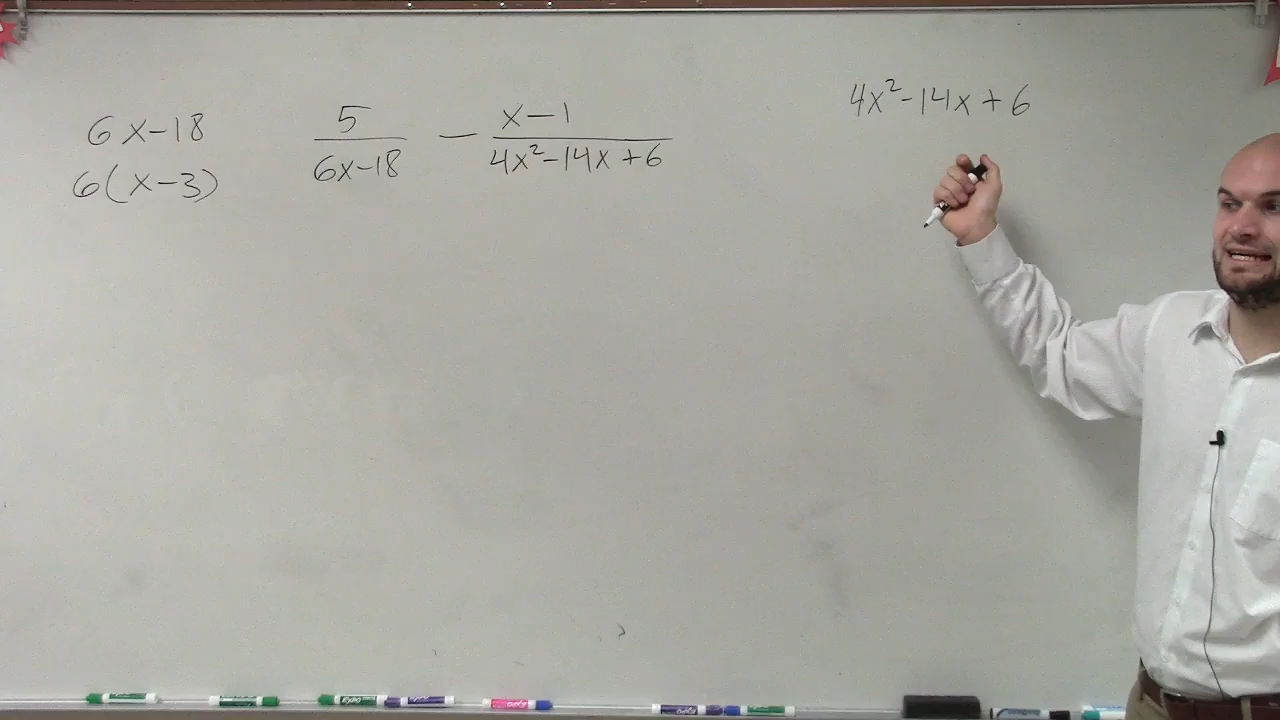 6x-18
6(x-3)
5/(6x-18) - (x-1)/(4x²-14x+6)
4x²-14x+6